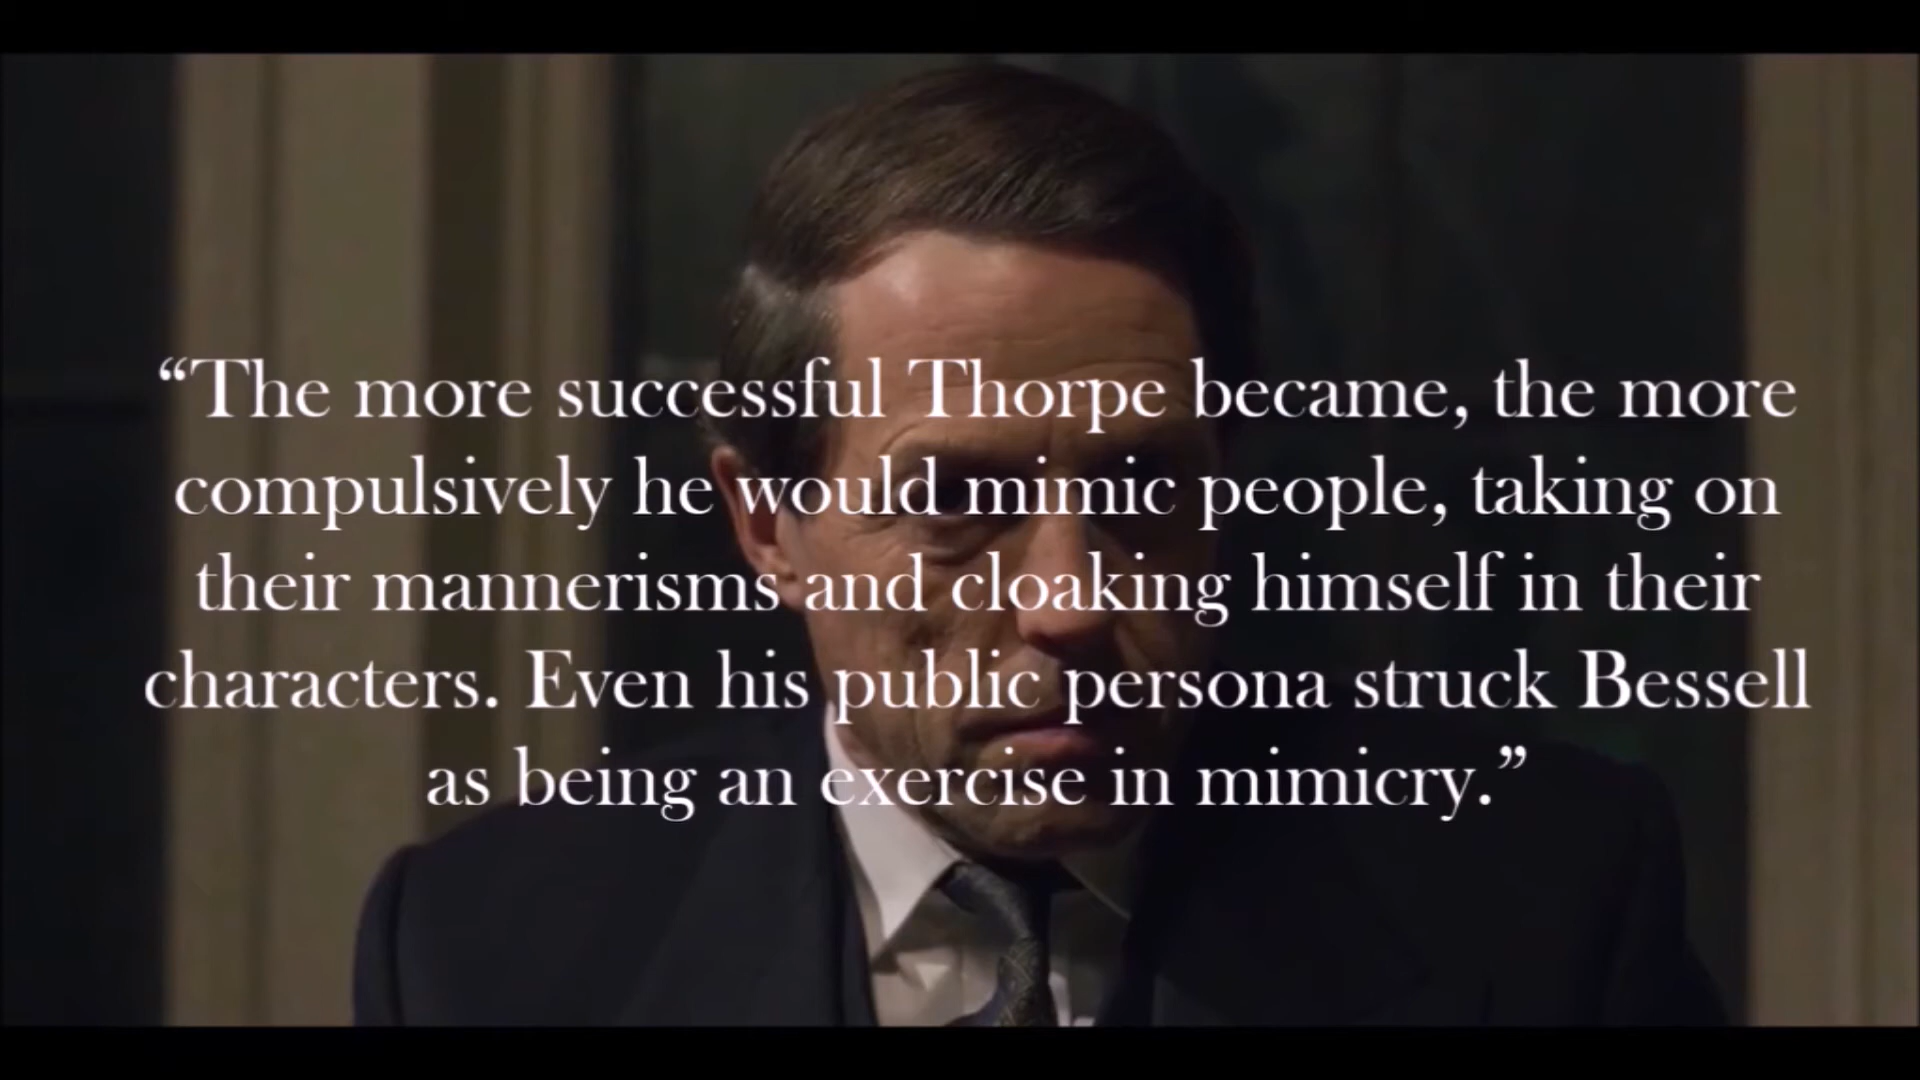 “The more successful Thorpe became, the more
compulsively he would mimic people, taking on
their mannerisms and cloaking himself in their
characters. Even his public persona struck Bessell
as being an exercise in mimicry.”